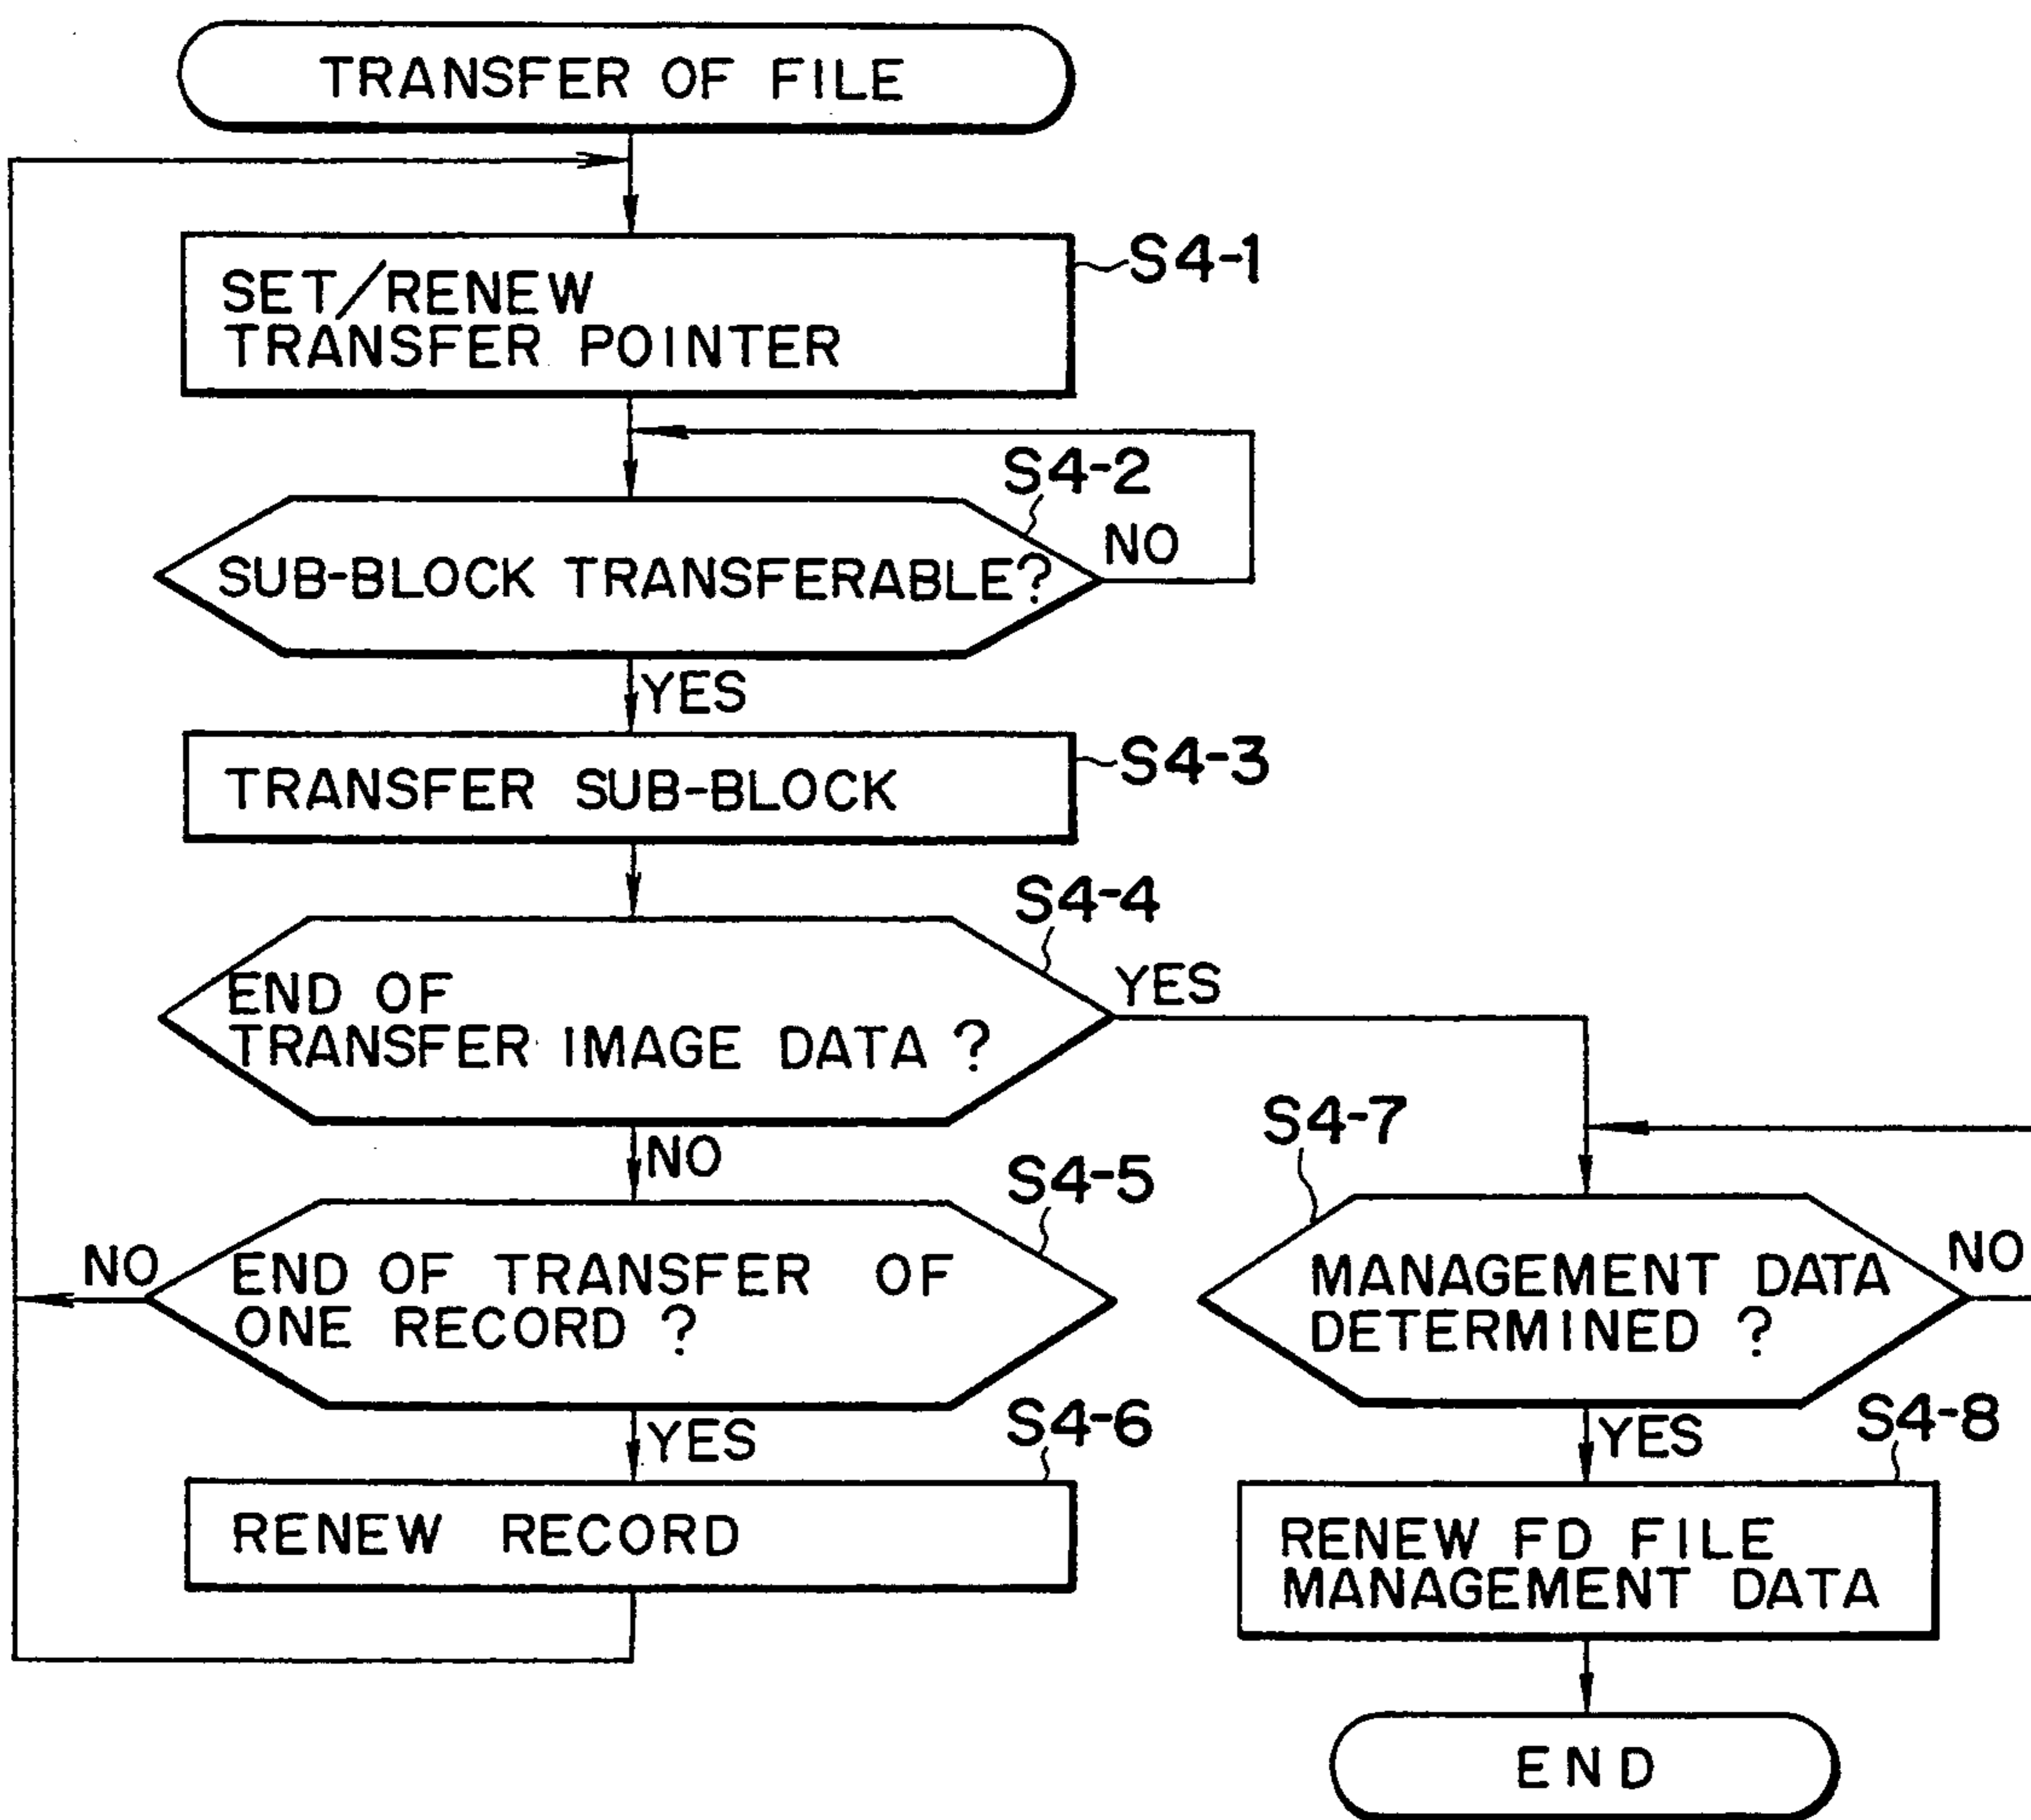 TRANSFER OF FILE
S4-1
SET/RENEW
TRANSFER POINTER
S4-2
NO
SUB-BLOCK TRANSFERABLE?
YES
S4-3
TRANSFER SUB-BLOCK
S4-4
END OF
TRANSFER IMAGE DATA ?
YES
NO
S4-5
END OF TRANSFER OF
ONE RECORD ?
NO
YES
S4-6
RENEW RECORD
S4-7
MANAGEMENT DATA
DETERMINED ?
NO
YES
S4-8
RENEW FD FILE
MANAGEMENT DATA
END